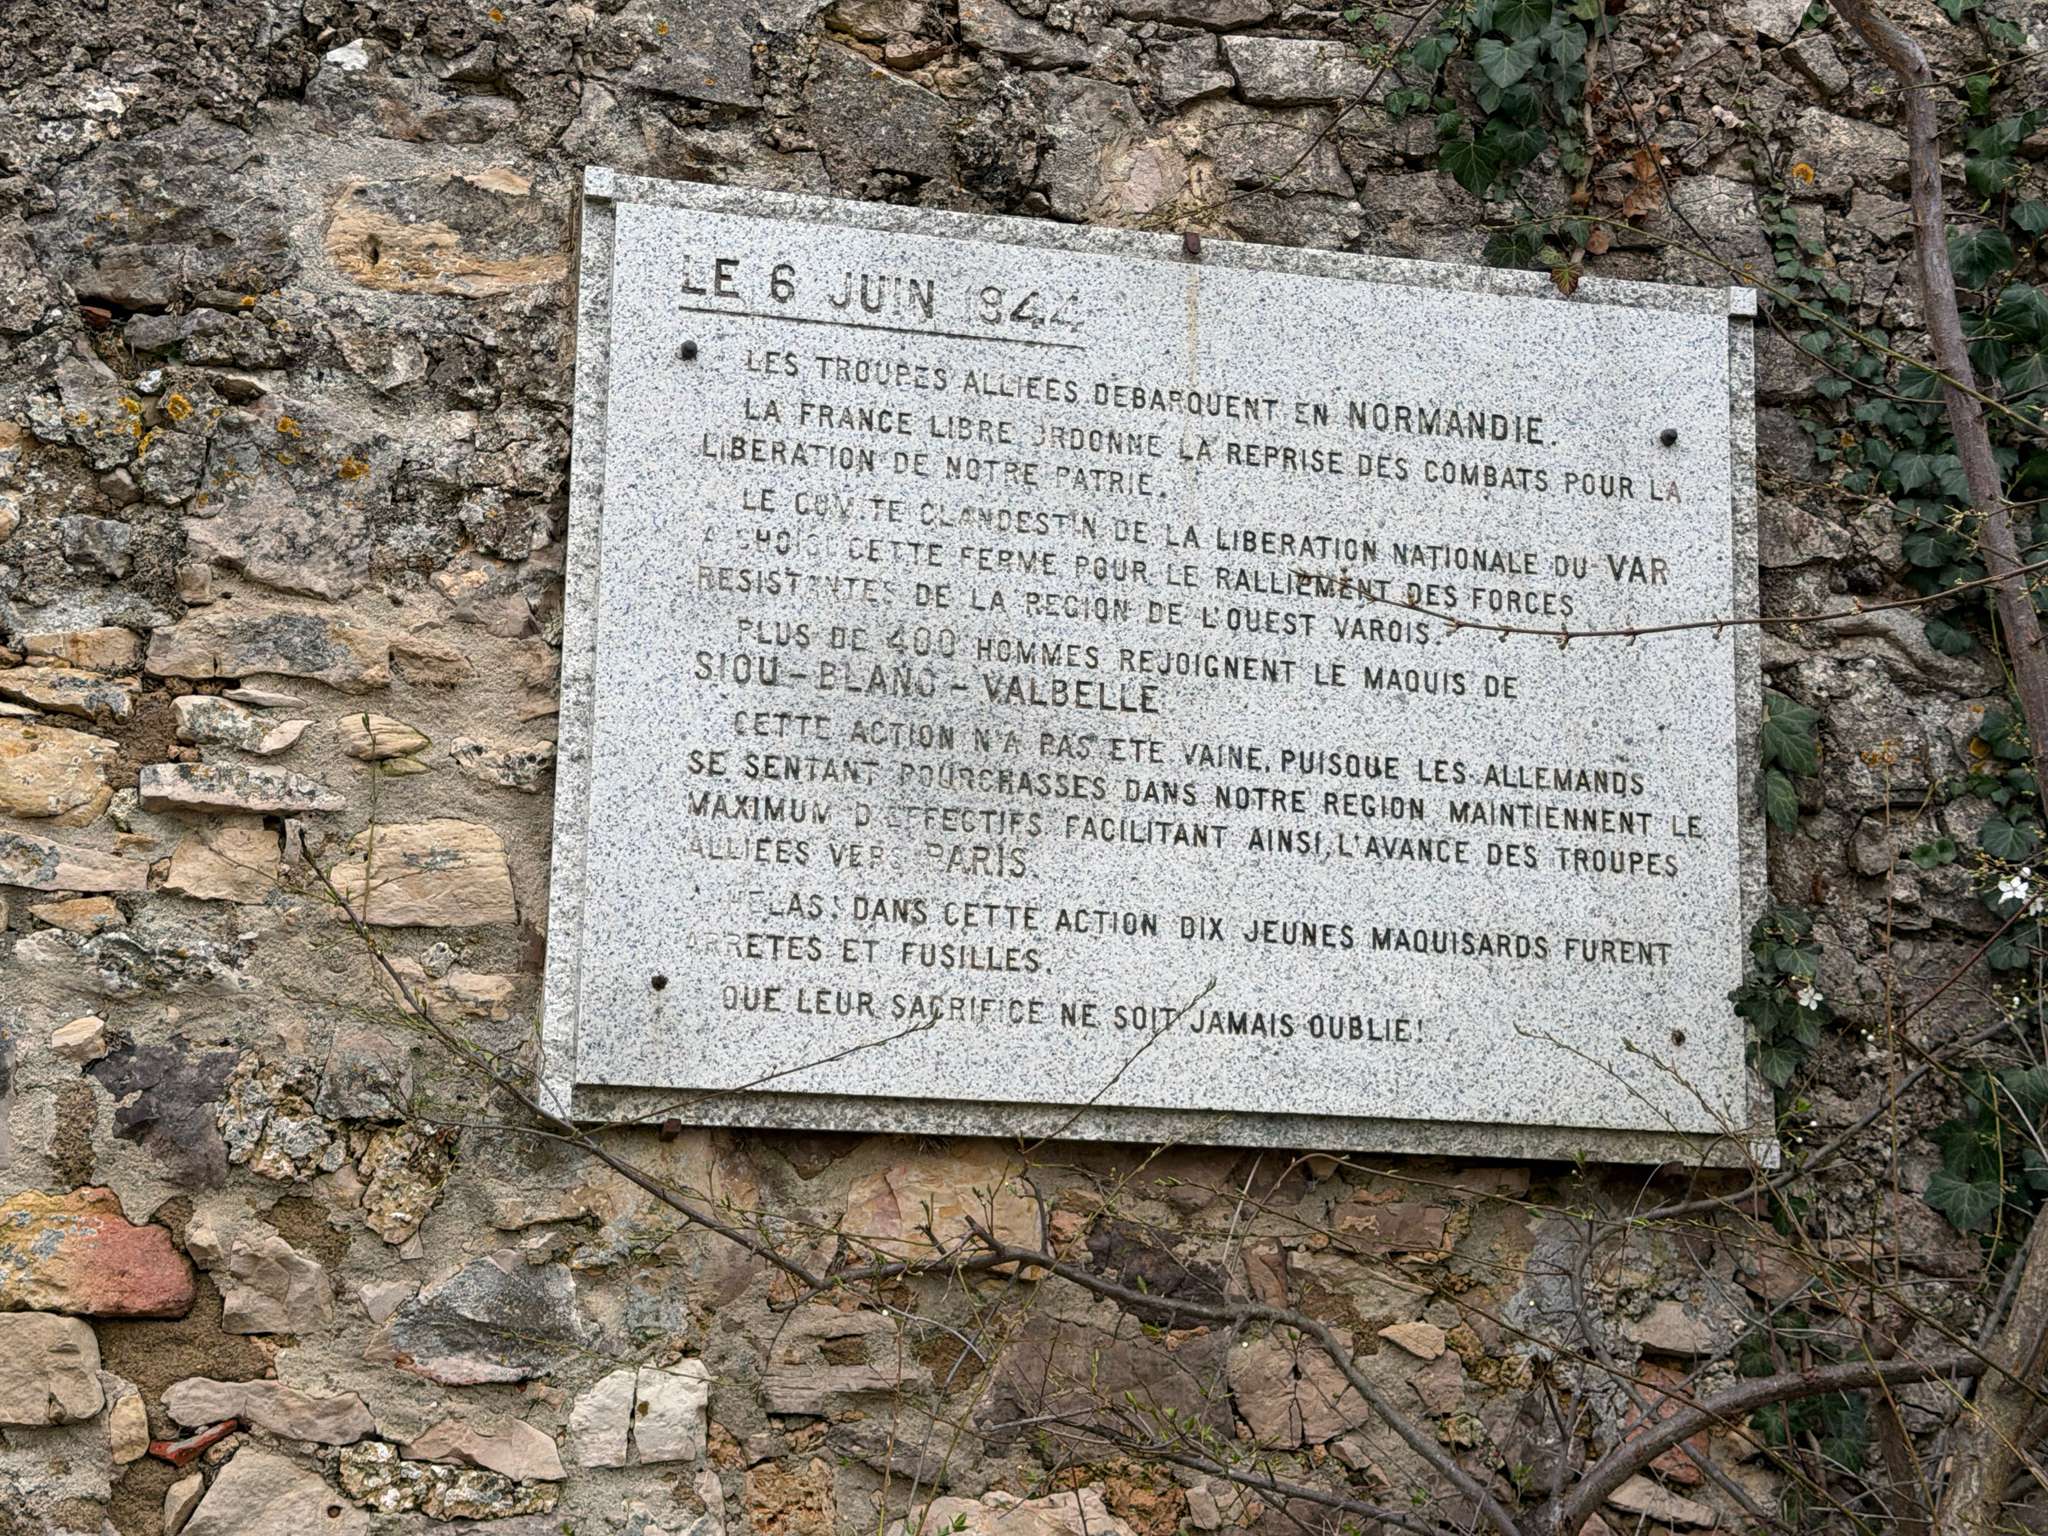 LE 6 JUIN 1944
LES TROUPES ALLIEES DEBARQUENT EN NORMANDIE.
LA FRANCE LIBRE ORDONNE LA REPRISE DES COMBATS POUR LA
LIBERATION DE NOTRE PATRIE.
LE COMITE CLANDESTIN DE LA LIBERATION NATIONALE DU VAR
A CHOISI CETTE FERME POUR LE RALLIEMENT DES FORCES
RESISTANTES DE LA REGION DE L'OUEST VAROIS.
PLUS DE 400 HOMMES REJOIGNENT LE MAQUIS DE
SIOU-BLANC-VALBELLE
CETTE ACTION N'A PAS ETE VAINE, PUISQUE LES ALLEMANDS
SE SENTANT POURCHASSES DANS NOTRE REGION MAINTIENNENT LE
MAXIMUM D'EFFECTIFS FACILITANT AINSI, L'AVANCE DES TROUPES
ALLIEES VERS PARIS.
HELAS! DANS CETTE ACTION DIX JEUNES MAQUISARDS FURENT
ARRETES ET FUSILLES.
QUE LEUR SACRIFICE NE SOIT JAMAIS OUBLIE!